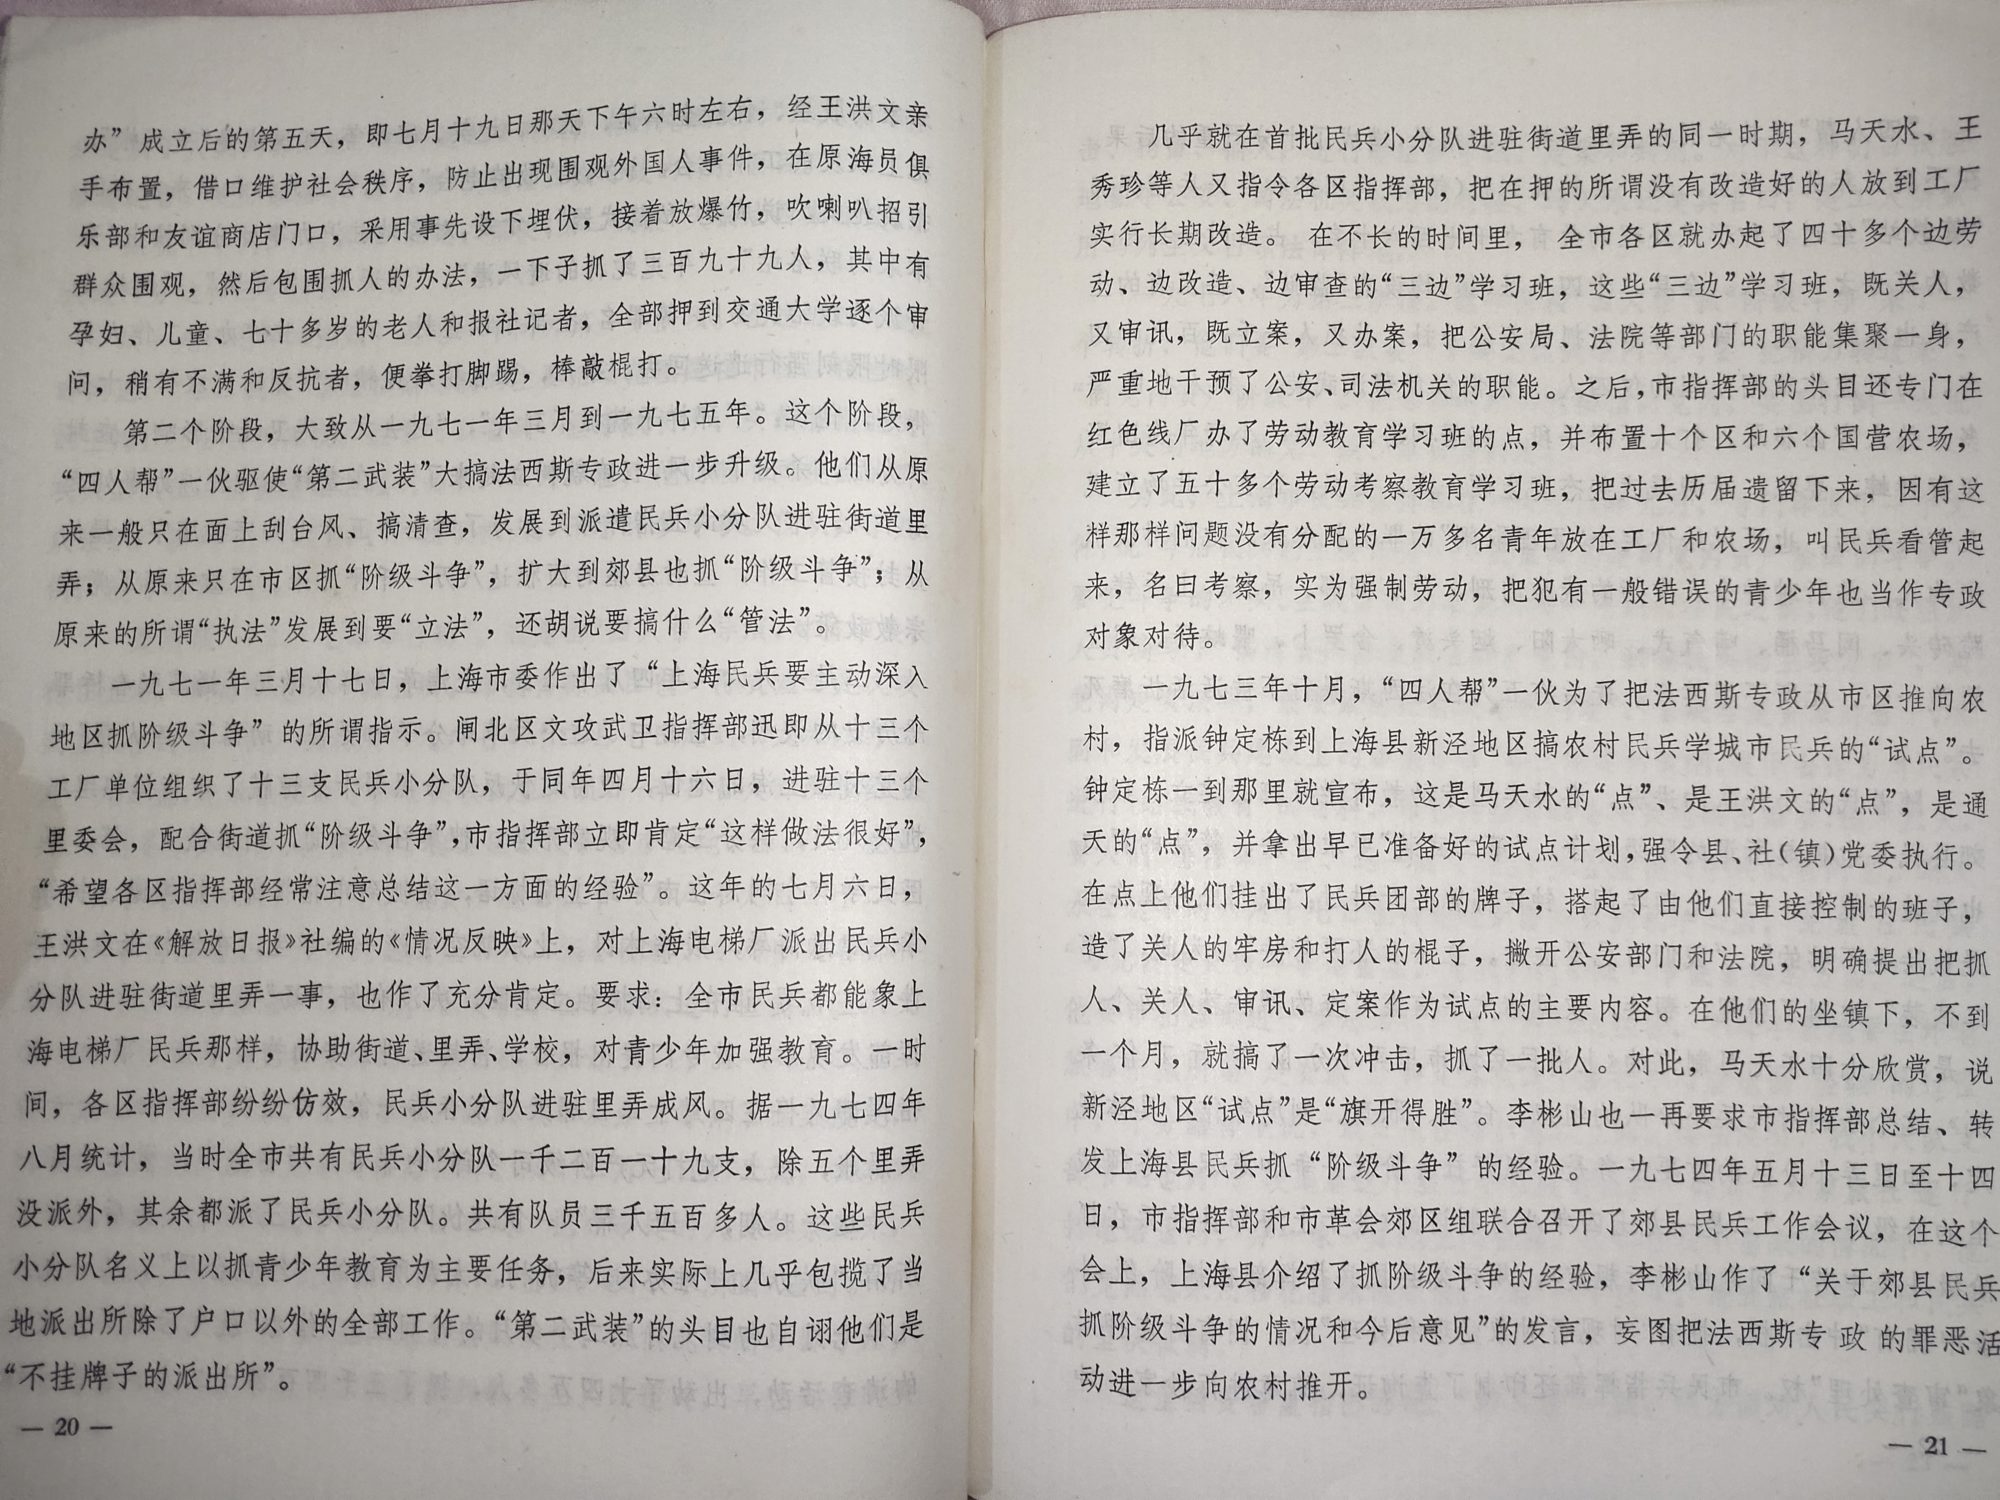 办”成立后的第五天，即七月十九日那天下午六时左右，经王洪文亲
手布置，借口维护社会秩序，防止出现围观外国人事件，在原海员俱
乐部和友谊商店门口，采用事先设下埋伏，接着放爆竹，吹喇叭招引
群众围观，然后包围抓人的办法，一下子抓了三百九十九人，其中有
孕妇、儿童、七十多岁的老人和报社记者，全部押到交通大学逐个审
问，稍有不满和反抗者，便拳打脚踢，棒敲棍打。
第二个阶段，大致从一九七一年三月到一九七五年。这个阶段，
“四人帮”一伙驱使“第二武装”大搞法西斯专政进一步升级。他们从原
来一般只在面上刮台风、搞清查，发展到派遣民兵小分队进驻街道里
弄；从原来只在市区抓“阶级斗争”，扩大到郊县也抓“阶级斗争”；从
原来的所谓“执法”发展到要“立法”，还胡说要搞什么“管法”。
一九七一年三月十七日，上海市委作出了“上海民兵要主动深入
地区抓阶级斗争”的所谓指示。闸北区文攻武卫指挥部迅即从十三个
工厂单位组织了十三支民兵小分队，于同年四月十六日，进驻十三个
里委会，配合街道抓“阶级斗争”，市指挥部立即肯定“这样做法很好”，
“希望各区指挥部经常注意总结这一方面的经验”。这年的七月六日，
王洪文在《解放日报》社编的《情况反映》上，对上海电梯厂派出民兵小
分队进驻街道里弄一事，也作了充分肯定。要求：全市民兵都能象上
海电梯厂民兵那样，协助街道、里弄、学校，对青少年加强教育。一时
间，各区指挥部纷纷仿效，民兵小分队进驻里弄成风。据一九七四年
八月统计，当时全市共有民兵小分队一千二百一十九支，除五个里弄
没派外，其余都派了民兵小分队。共有队员三千五百多人。这些民兵
小分队名义上以抓青少年教育为主要任务，后来实际上几乎包揽了当
地派出所除了户口以外的全部工作。“第二武装”的头目也自诩他们是
“不挂牌子的派出所”。
— 20 —
几乎就在首批民兵小分队进驻街道里弄的同一时期，马天水、王
秀珍等人又指令各区指挥部，把在押的所谓没有改造好的人放到工厂
实行长期改造。在不长的时间里，全市各区就办起了四十多个边劳
动、边改造、边审查的“三边”学习班，这些“三边”学习班，既关人，
又审讯，既立案，又办案，把公安局、法院等部门的职能集聚一身，
严重地干预了公安、司法机关的职能。之后，市指挥部的头目还专门在
红色线厂办了劳动教育学习班的点，并布置十个区和六个国营农场，
建立了五十多个劳动考察教育学习班，把过去历届遗留下来，因有这
样那样问题没有分配的一万多名青年放在工厂和农场，叫民兵看管起
来，名曰考察，实为强制劳动，把犯有一般错误的青少年也当作专政
对象对待。
一九七三年十月，“四人帮”一伙为了把法西斯专政从市区推向农
村，指派钟定栋到上海县新泾地区搞农村民兵学城市民兵的“试点”。
钟定栋一到那里就宣布，这是马天水的“点”、是王洪文的“点”，是通
天的“点”，并拿出早已准备好的试点计划，强令县、社（镇）党委执行。
在点上他们挂出了民兵团部的牌子，搭起了由他们直接控制的班子，
造了关人的牢房和打人的棍子，撇开公安部门和法院，明确提出把抓
人、关人、审讯、定案作为试点的主要内容。在他们的坐镇下，不到
一个月，就搞了一次冲击，抓了一批人。对此，马天水十分欣赏，说
新泾地区“试点”是“旗开得胜”。李彬山也一再要求市指挥部总结、转
发上海县民兵抓“阶级斗争”的经验。一九七四年五月十三日至十四
日，市指挥部和市革会郊区组联合召开了郊县民兵工作会议，在这个
会上，上海县介绍了抓阶级斗争的经验，李彬山作了“关于郊县民兵
抓阶级斗争的情况和今后意见”的发言，妄图把法西斯专政的罪恶活
动进一步向农村推开。
— 21 —